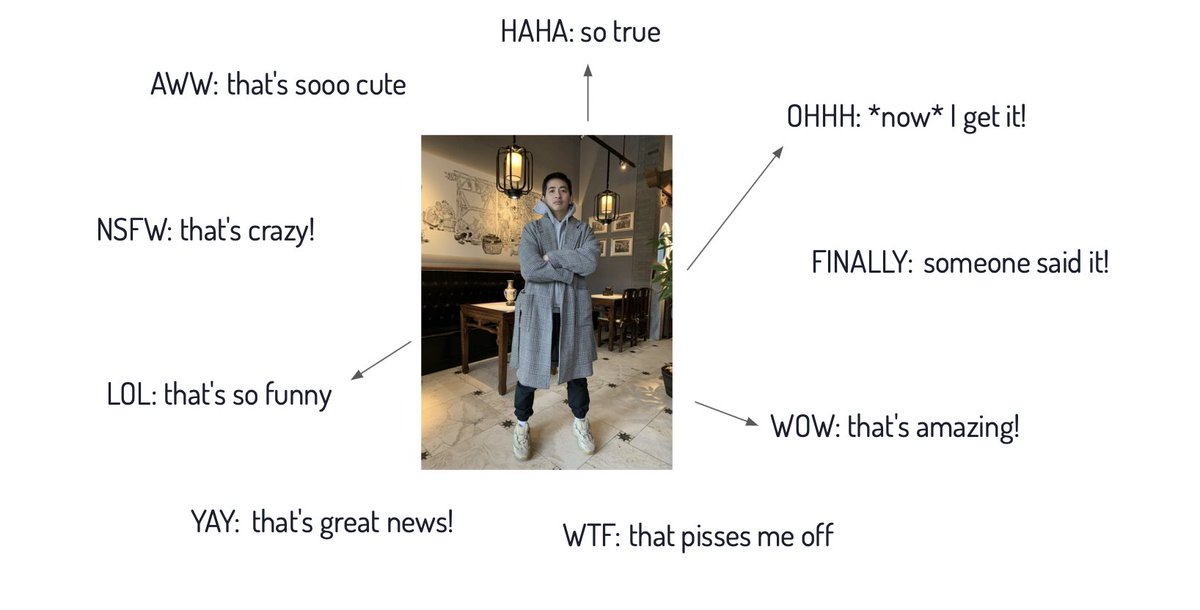 HAHA: so true
AWW: that's sooo cute
OHHH: *now* I get it!
NSFW: that's crazy!
FINALLY: someone said it!
LOL: that's so funny
WOW: that's amazing!
YAY: that's great news!
WTF: that pisses me off